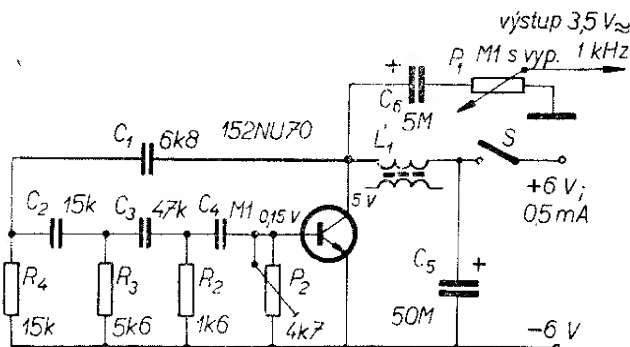 výstup 3,5 V≈
P₁ M1 s vyp. 1 kHz
+
C₆
5M
C₁ 6k8 152NU70
L₁
S
+6 V;
0,5 mA
C₂ 15k C₃ 47k C₄ M1 0,15 V
5 V
R₄
15k
R₃
5k6
R₂
1k6
P₂
4k7
C₅ +
50M
−6 V